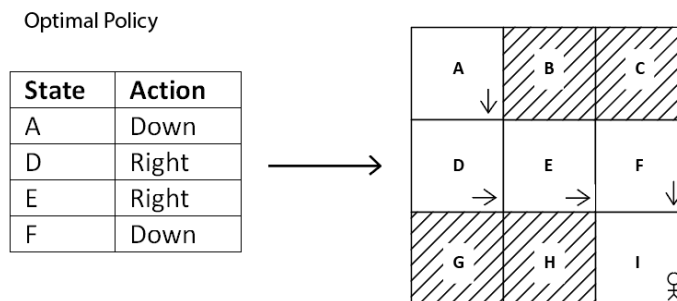 Optimal Policy
State Action
A Down
D Right
E Right
F Down
A B C
D E F
G H I